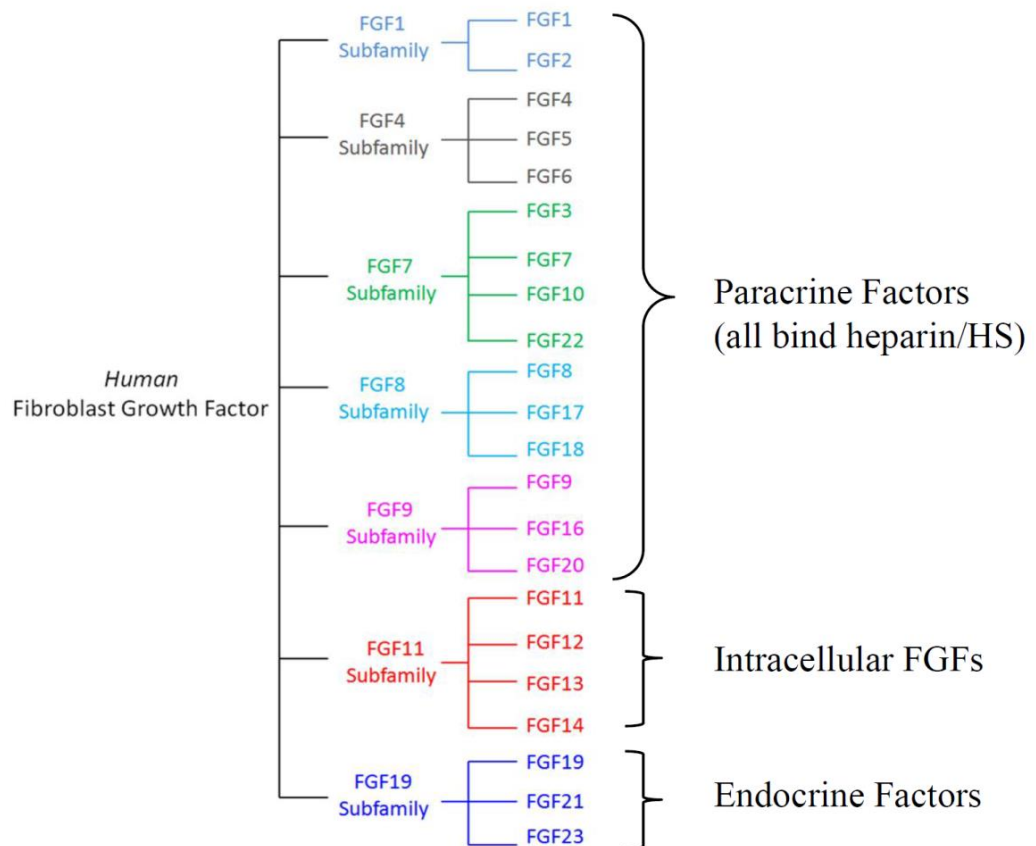 Human
Fibroblast Growth Factor
FGF1
Subfamily
FGF1
FGF2
FGF4
Subfamily
FGF4
FGF5
FGF6
FGF7
Subfamily
FGF3
FGF7
FGF10
FGF22
FGF8
Subfamily
FGF8
FGF17
FGF18
FGF9
Subfamily
FGF9
FGF16
FGF20
Paracrine Factors
(all bind heparin/HS)
FGF11
Subfamily
FGF11
FGF12
FGF13
FGF14
Intracellular FGFs
FGF19
Subfamily
FGF19
FGF21
FGF23
Endocrine Factors